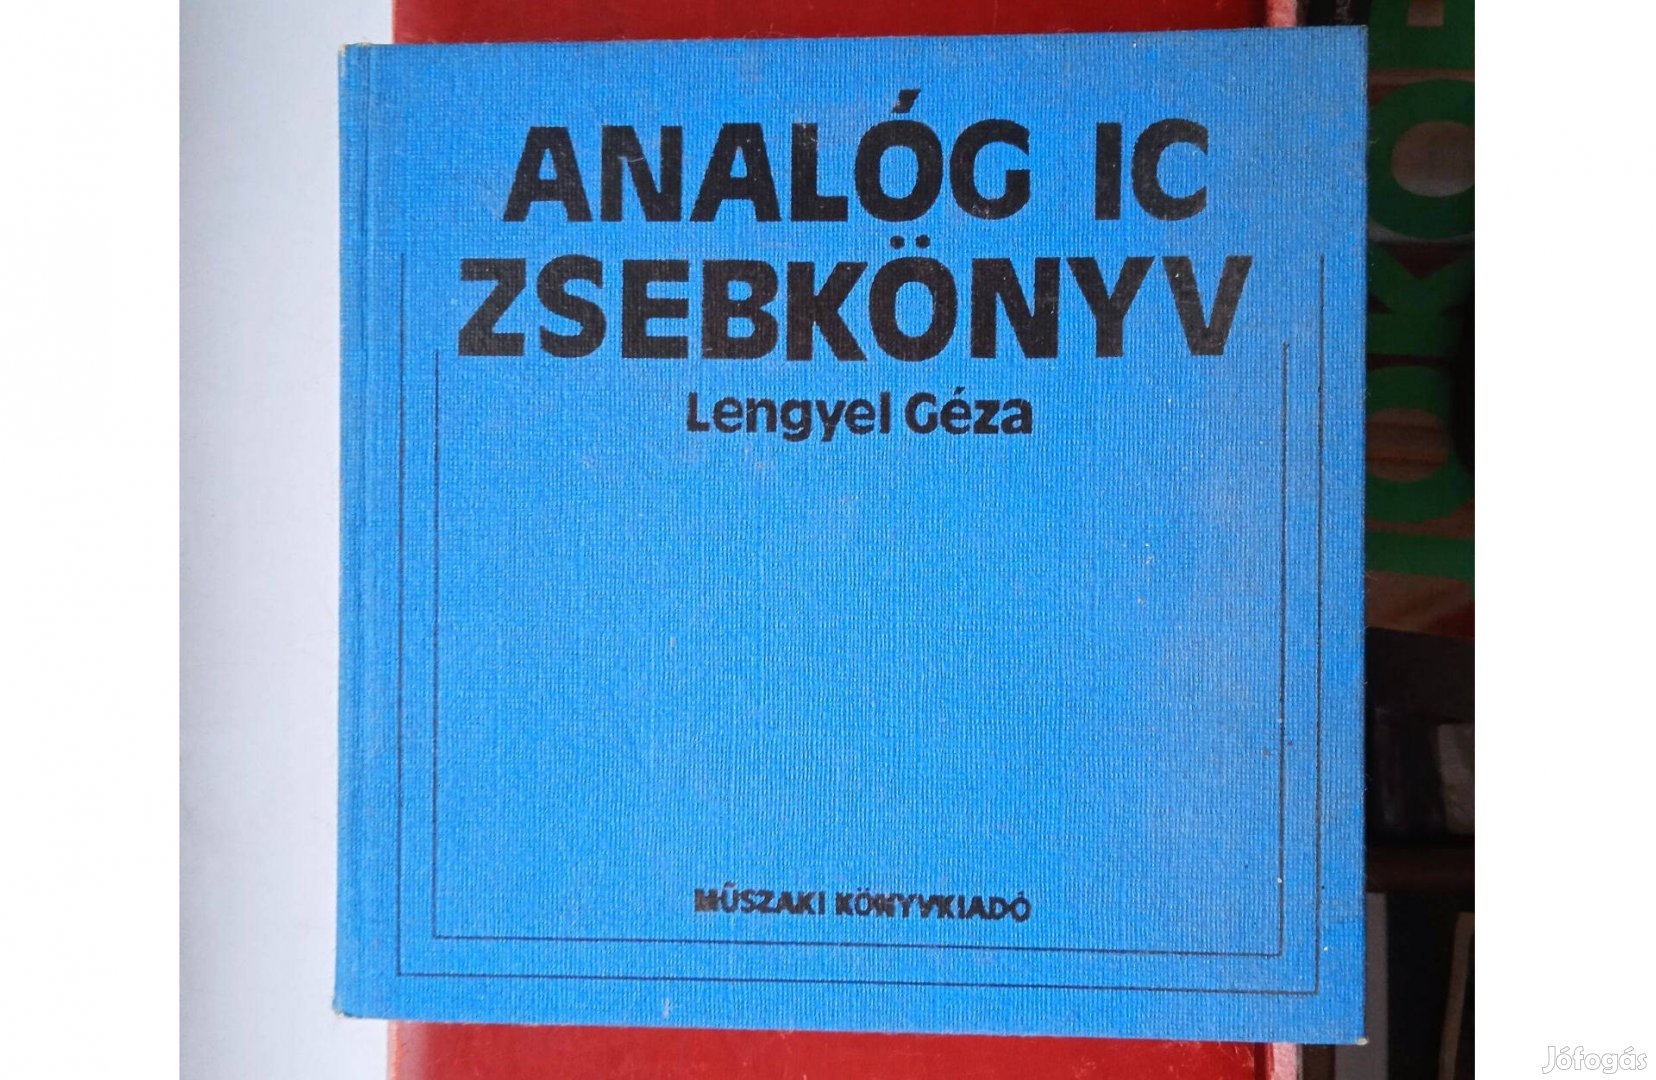 ANALÓG IC
ZSEBKÖNYV
Lengyel Géza
MŰSZAKI KÖNYVKIADÓ
Jófogás